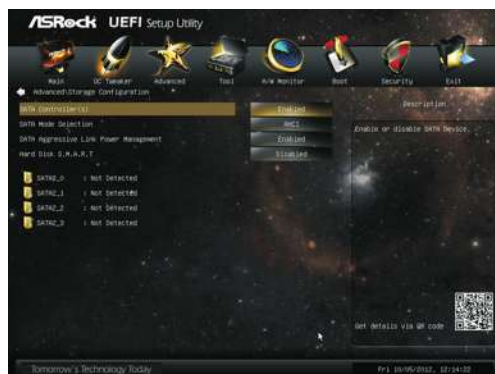 ASRock UEFI Setup Utility
Main OC Tweaker Advanced Tool H/W Monitor Boot Security Exit
Advanced\Storage Configuration
Description
SATA Controller(s) Enabled
Enable or disable SATA Device.
SATA Mode Selection AHCI
SATA Aggressive Link Power Management Enabled
Hard Disk S.M.A.R.T Disabled
SATA2_0 : Not Detected
SATA2_1 : Not Detected
SATA2_2 : Not Detected
SATA2_3 : Not Detected
Get details via QR code
Tomorrow's Technology Today
Fri 10/05/2012, 12:14:22